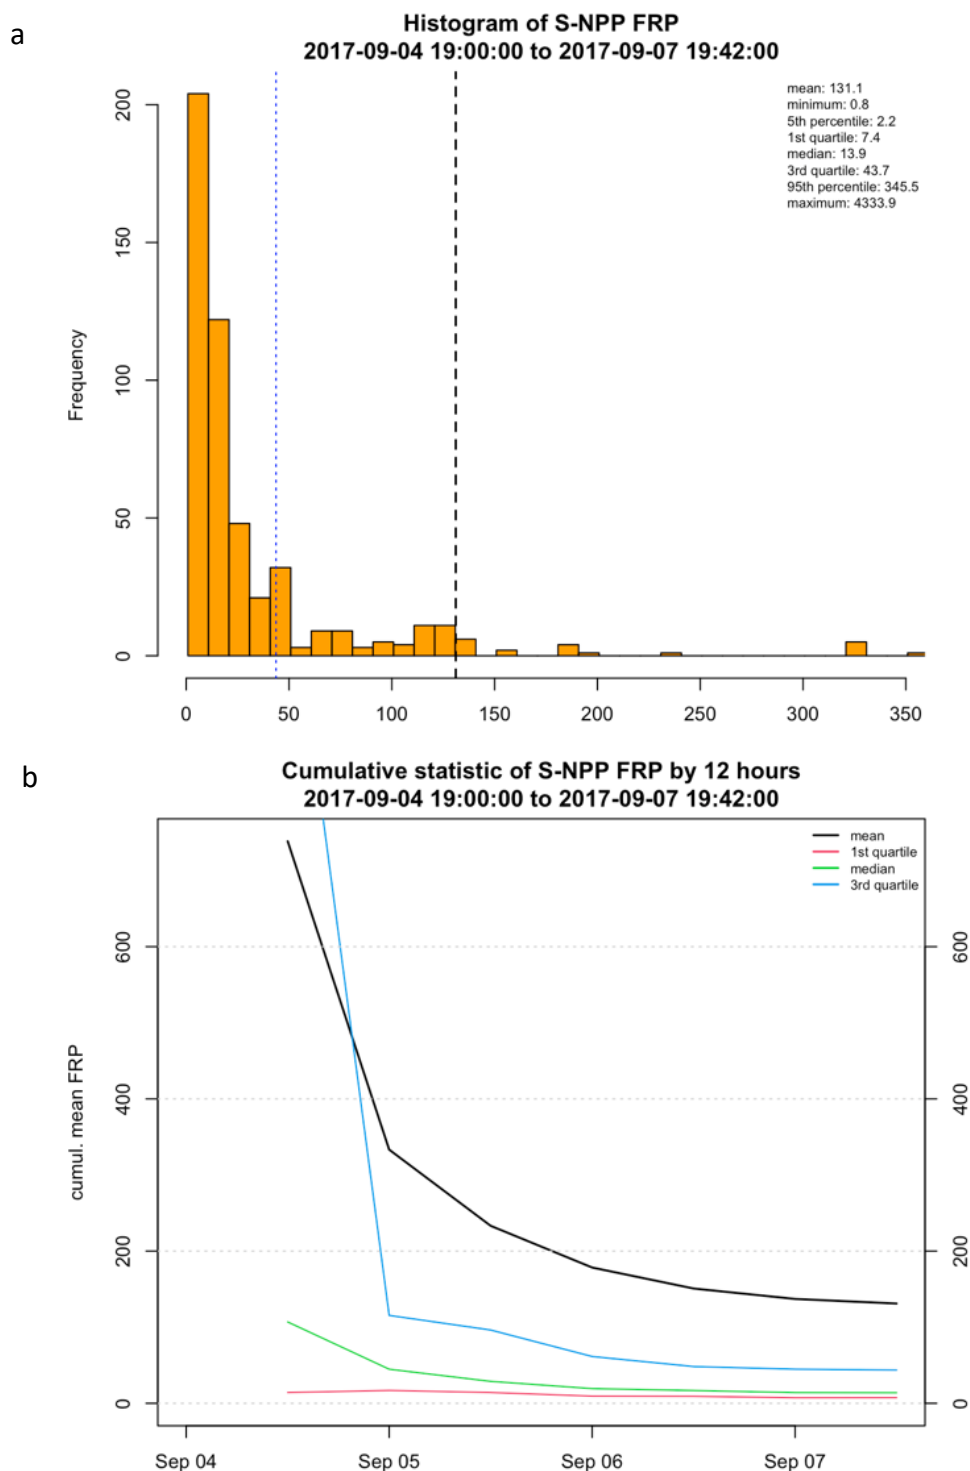 a
Histogram of S-NPP FRP
2017-09-04 19:00:00 to 2017-09-07 19:42:00
mean: 131.1
minimum: 0.8
5th percentile: 2.2
1st quartile: 7.4
median: 13.9
3rd quartile: 43.7
95th percentile: 345.5
maximum: 4333.9
Frequency
200
150
100
50
0
0 50 100 150 200 250 300 350
b
Cumulative statistic of S-NPP FRP by 12 hours
2017-09-04 19:00:00 to 2017-09-07 19:42:00
mean
1st quartile
median
3rd quartile
cumul. mean FRP
600 600
400 400
200 200
0 0
Sep 04 Sep 05 Sep 06 Sep 07